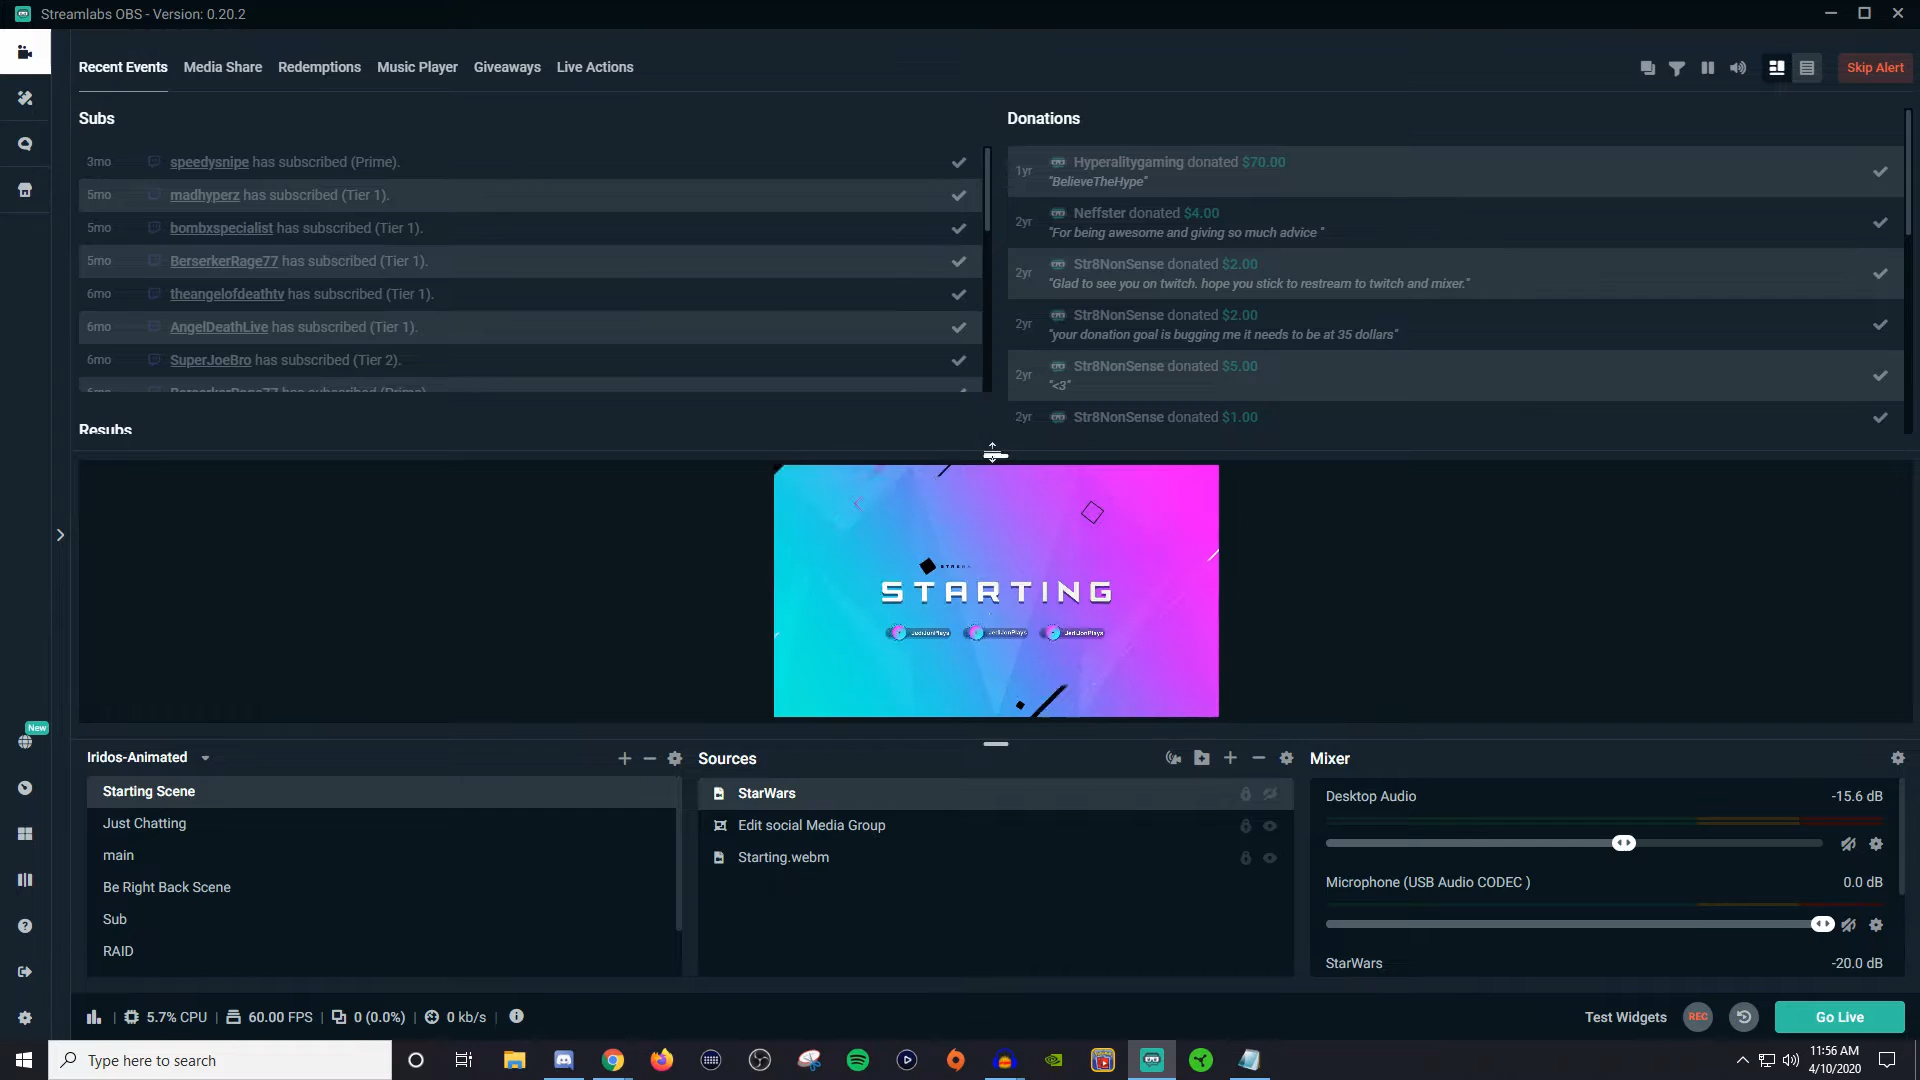 Streamlabs OBS - Version: 0.20.2
Recent Events Media Share Redemptions Music Player Giveaways Live Actions
Skip Alert
Subs
3mo speedysnipe has subscribed (Prime).
5mo madhyperz has subscribed (Tier 1).
5mo bombxspecialist has subscribed (Tier 1).
5mo BerserkerRage77 has subscribed (Tier 1).
6mo theangelofdeathtv has subscribed (Tier 1).
6mo AngelDeathLive has subscribed (Tier 1).
6mo SuperJoeBro has subscribed (Tier 2).
6mo BerserkerRage77 has subscribed (Prime).
Resubs
Donations
1yr Hyperalitygaming donated $70.00
"BelieveTheHype"
2yr Neffster donated $4.00
"For being awesome and giving so much advice "
2yr Str8NonSense donated $2.00
"Glad to see you on twitch. hope you stick to restream to twitch and mixer."
2yr Str8NonSense donated $2.00
"your donation goal is bugging me it needs to be at 35 dollars"
2yr Str8NonSense donated $5.00
"<3"
2yr Str8NonSense donated $1.00
STARTING
JediJonPlays JediJonPlays JediJonPlays
New
Iridos-Animated
Starting Scene
Just Chatting
main
Be Right Back Scene
Sub
RAID
Sources
StarWars
Edit social Media Group
Starting.webm
Mixer
Desktop Audio -15.6 dB
Microphone (USB Audio CODEC ) 0.0 dB
StarWars -20.0 dB
5.7% CPU | 60.00 FPS | 0 (0.0%) | 0 kb/s |
Test Widgets REC Go Live
Type here to search
11:56 AM
4/10/2020